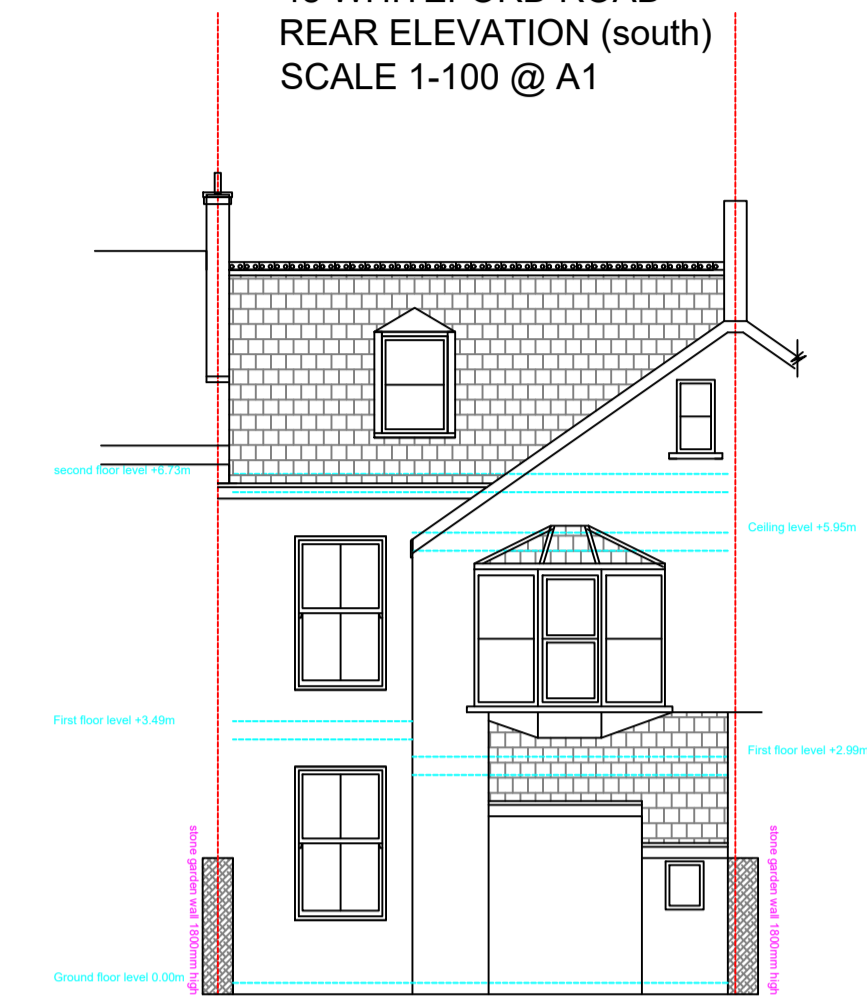 REAR ELEVATION (south)
SCALE 1-100 @ A1
second floor level +6.73m
Ceiling level +5.95m
First floor level +3.49m
First floor level +2.99m
stone garden wall 1800mm high
stone garden wall 1800mm high
Ground floor level 0.00m